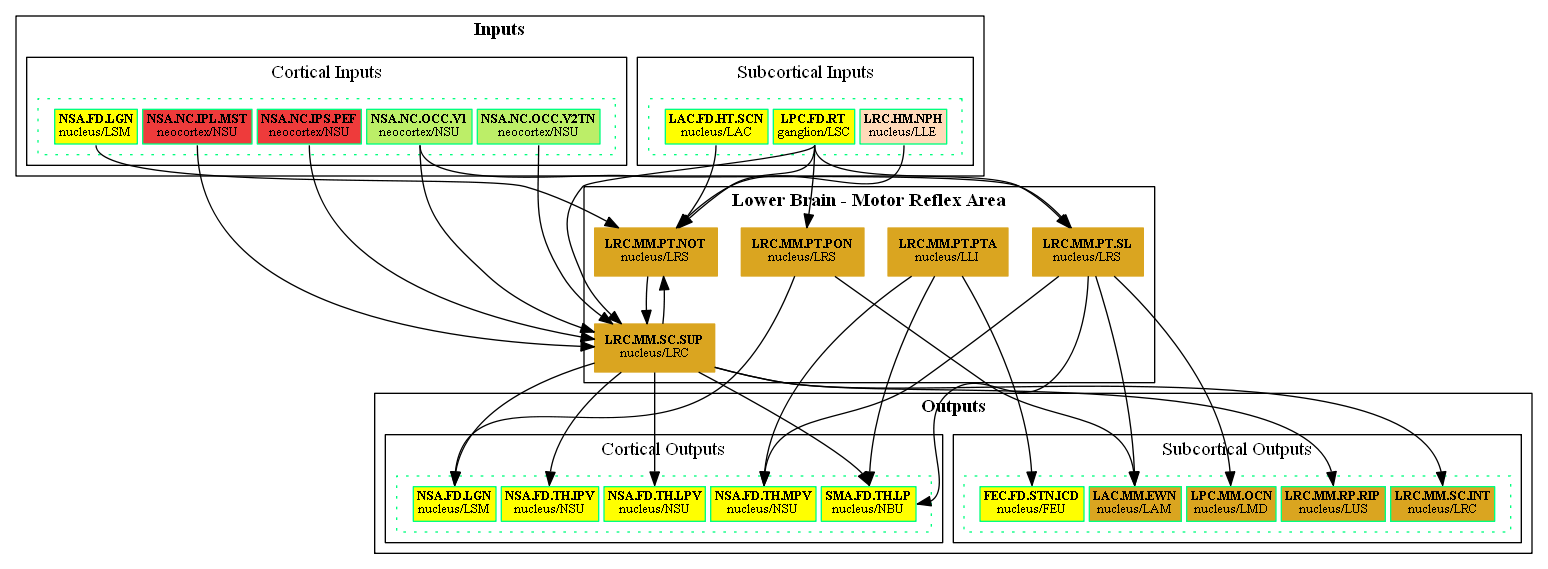 Inputs
Cortical Inputs
Subcortical Inputs
NSA.FD.LGN
nucleus/LSM
NSA.NC.IPL.MST
neocortex/NSU
NSA.NC.IPS.PEF
neocortex/NSU
NSA.NC.OCC.VI
neocortex/NSU
NSA.NC.OCC.V2TN
neocortex/NSU
LAC.FD.HT.SCN
nucleus/LAC
LPC.FD.RT
ganglion/LSC
LRC.HM.NPH
nucleus/LLE
Lower Brain - Motor Reflex Area
LRC.MM.PT.NOT
nucleus/LRS
LRC.MM.PT.PON
nucleus/LRS
LRC.MM.PT.PTA
nucleus/LLI
LRC.MM.PT.SL
nucleus/LRS
LRC.MM.SC.SUP
nucleus/LRC
Outputs
Cortical Outputs
Subcortical Outputs
NSA.FD.LGN
nucleus/LSM
NSA.FD.TH.IPV
nucleus/NSU
NSA.FD.TH.LPV
nucleus/NSU
NSA.FD.TH.MPV
nucleus/NSU
SMA.FD.TH.LP
nucleus/NBU
FEC.FD.STN.ICD
nucleus/FEU
LAC.MM.EWN
nucleus/LAM
LPC.MM.OCN
nucleus/LMD
LRC.MM.RP.RIP
nucleus/LUS
LRC.MM.SC.INT
nucleus/LRC